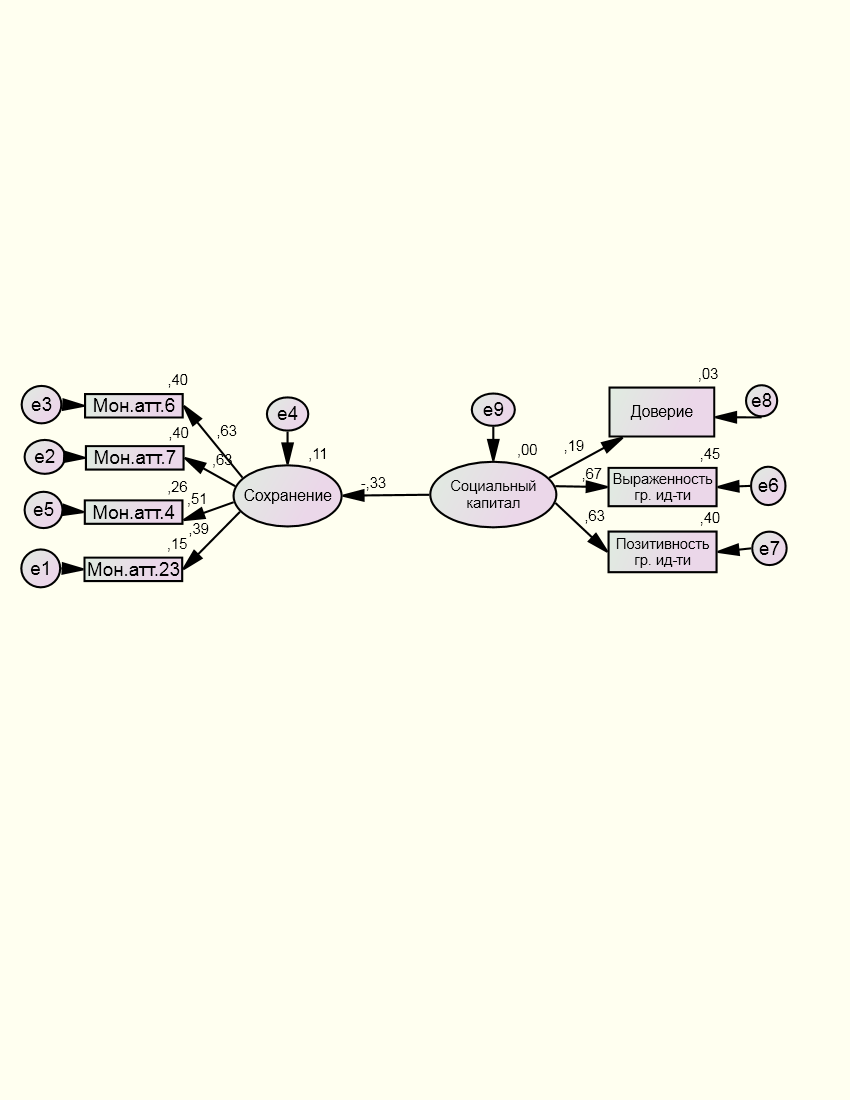 ,40
e3
Мон.атт.6
,63
,40
e2
Мон.атт.7
,63
,26
e5
Мон.атт.4
,51
,15
,39
e1
Мон.атт.23
e4
,11
Сохранение
-,33
e9
,00
Социальный
капитал
,19
,67
,63
,03
Доверие
e8
,45
Выраженность
гр. ид-ти
e6
,40
Позитивность
гр. ид-ти
e7